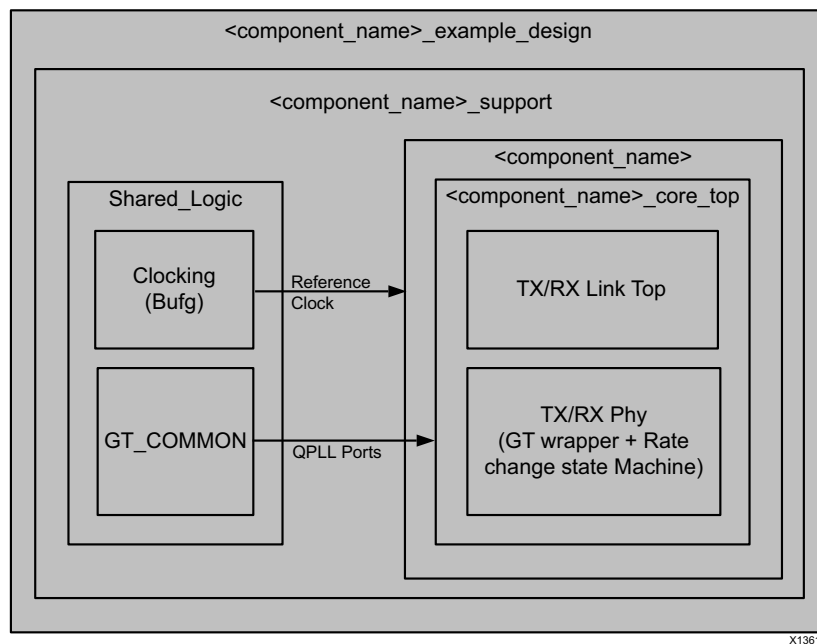 <component_name>_example_design
<component_name>_support
<component_name>
Shared_Logic
<component_name>_core_top
Clocking
(Bufg)
Reference
Clock
TX/RX Link Top
GT_COMMON
QPLL Ports
TX/RX Phy
(GT wrapper + Rate
change state Machine)
X1361